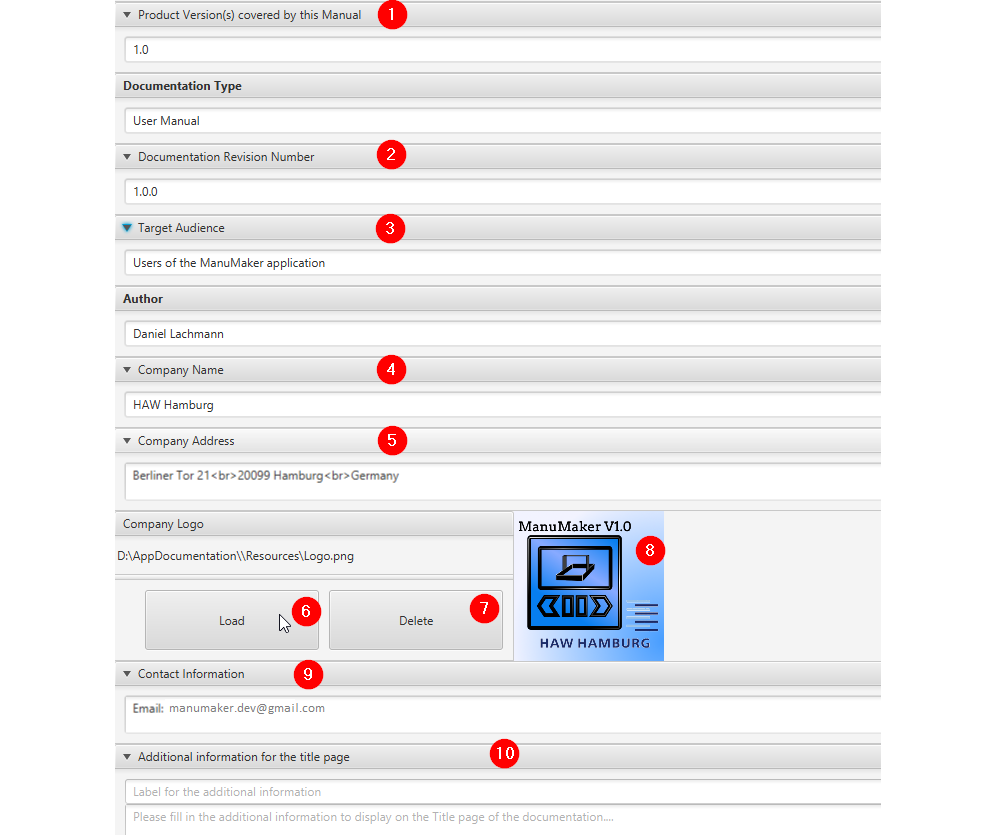 Product Version(s) covered by this Manual 1
1.0
Documentation Type
User Manual
Documentation Revision Number 2
1.0.0
Target Audience 3
Users of the ManuMaker application
Author
Daniel Lachmann
Company Name 4
HAW Hamburg
Company Address 5
Berliner Tor 21<br>20099 Hamburg<br>Germany
Company Logo
D:\AppDocumentation\\Resources\Logo.png
Load 6
Delete 7
ManuMaker V1.0
8
HAW HAMBURG
Contact Information 9
Email: manumaker.dev@gmail.com
Additional information for the title page 10
Label for the additional information
Please fill in the additional information to display on the Title page of the documentation....